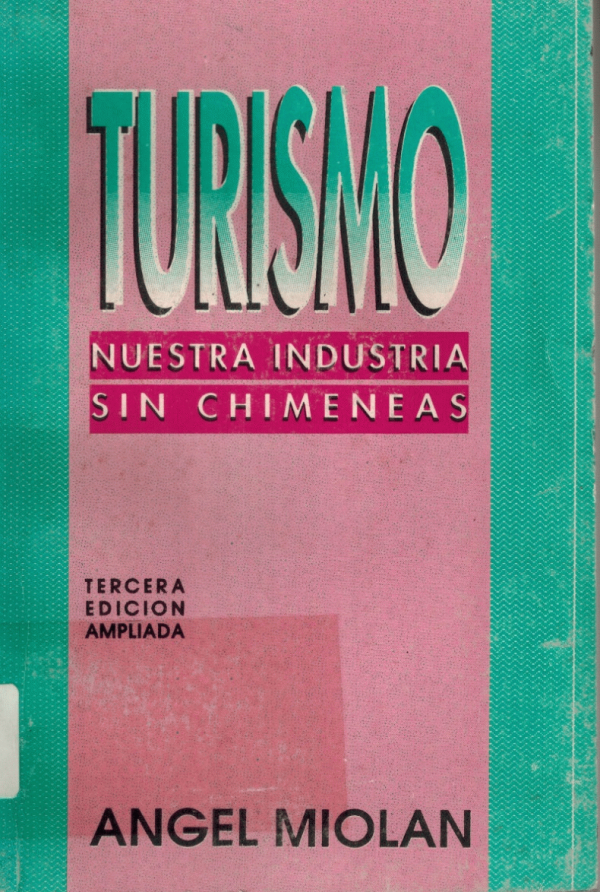 TURISMO
NUESTRA INDUSTRIA
SIN CHIMENEAS
TERCERA
EDICION
AMPLIADA
ANGEL MIOLAN